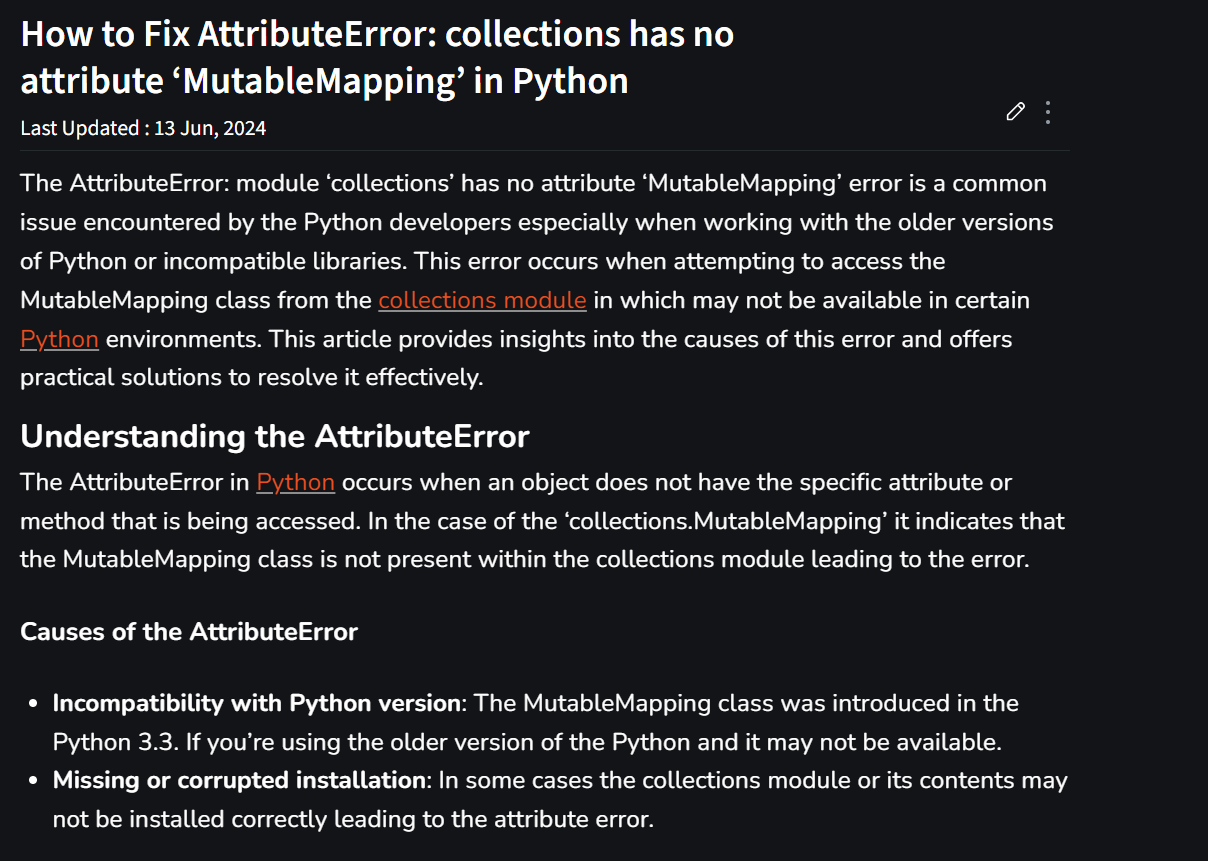 How to Fix AttributeError: collections has no
attribute ‘MutableMapping’ in Python
Last Updated : 13 Jun, 2024
The AttributeError: module ‘collections’ has no attribute ‘MutableMapping’ error is a common
issue encountered by the Python developers especially when working with the older versions
of Python or incompatible libraries. This error occurs when attempting to access the
MutableMapping class from the collections module in which may not be available in certain
Python environments. This article provides insights into the causes of this error and offers
practical solutions to resolve it effectively.
Understanding the AttributeError
The AttributeError in Python occurs when an object does not have the specific attribute or
method that is being accessed. In the case of the ‘collections.MutableMapping’ it indicates that
the MutableMapping class is not present within the collections module leading to the error.
Causes of the AttributeError
• Incompatibility with Python version: The MutableMapping class was introduced in the
Python 3.3. If you’re using the older version of the Python and it may not be available.
• Missing or corrupted installation: In some cases the collections module or its contents may
not be installed correctly leading to the attribute error.